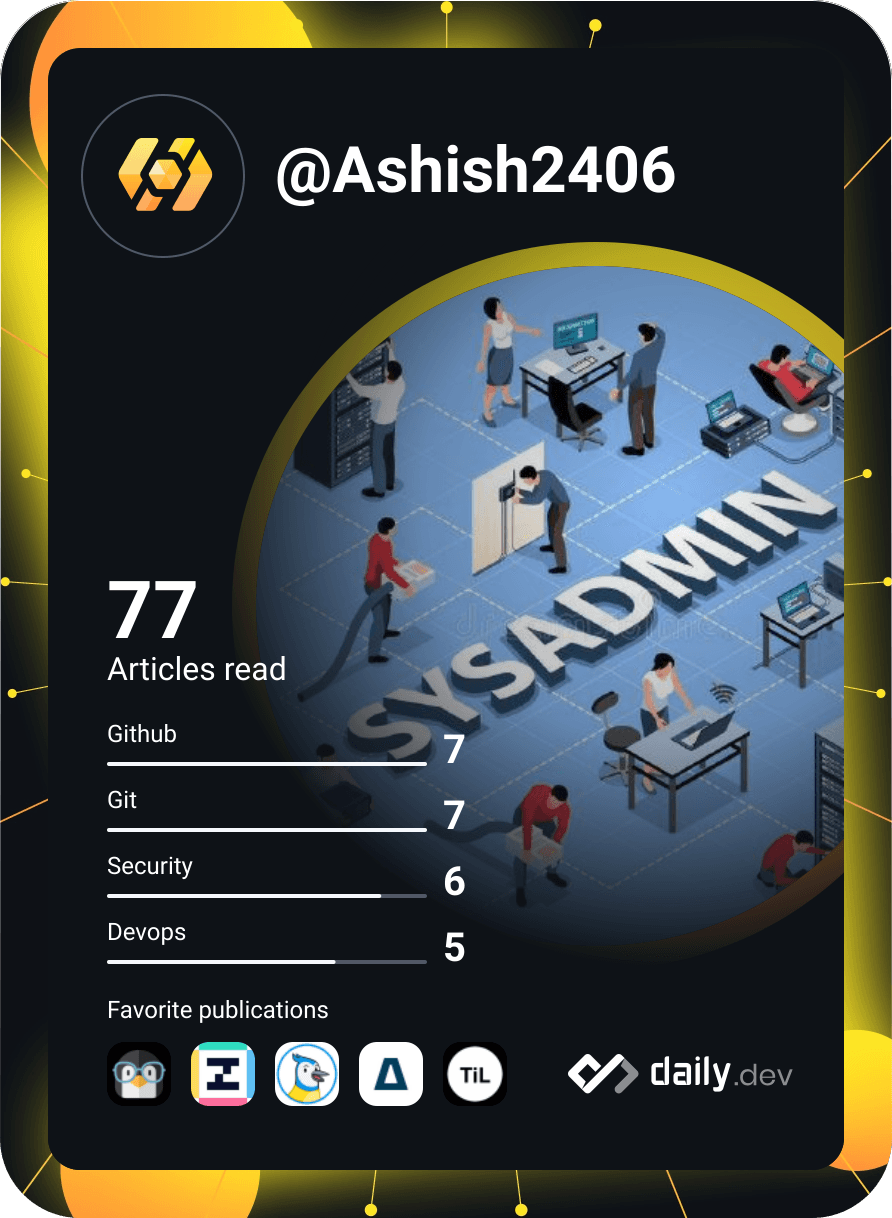 @Ashish2406
SYSADMIN
77
Articles read
Github
7
Git
7
Security
6
Devops
5
Favorite publications
TiL
daily.dev